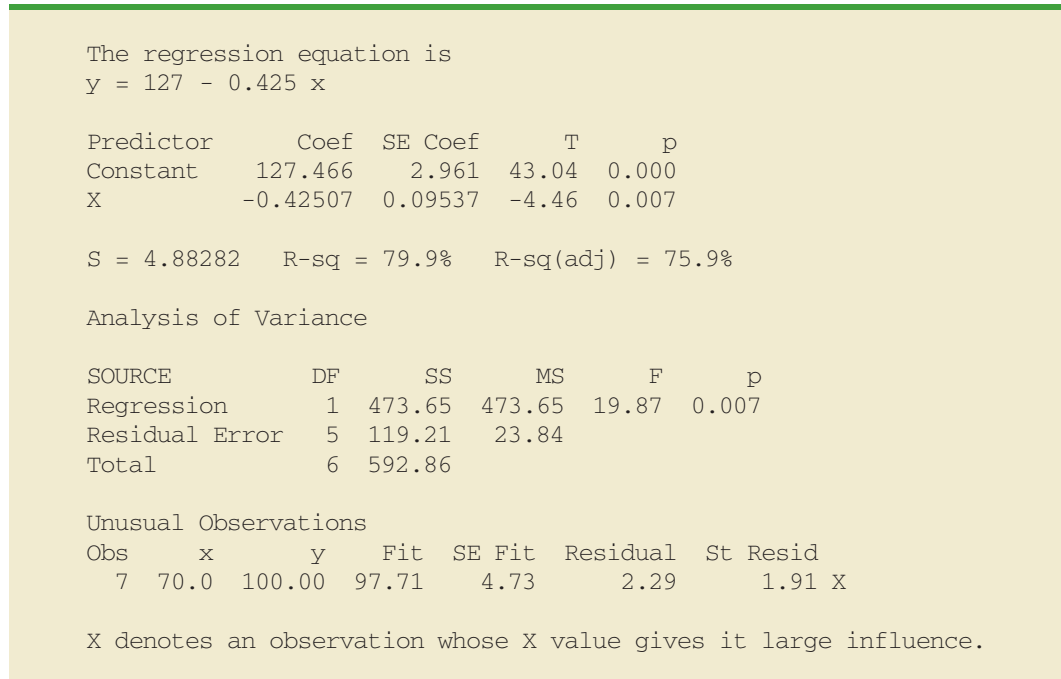 The regression equation is
y = 127 - 0.425 x
Predictor Coef SE Coef T p
Constant 127.466 2.961 43.04 0.000
X -0.42507 0.09537 -4.46 0.007
S = 4.88282 R-sq = 79.9% R-sq(adj) = 75.9%
Analysis of Variance
SOURCE DF SS MS F p
Regression 1 473.65 473.65 19.87 0.007
Residual Error 5 119.21 23.84
Total 6 592.86
Unusual Observations
Obs x y Fit SE Fit Residual St Resid
7 70.0 100.00 97.71 4.73 2.29 1.91 X
X denotes an observation whose X value gives it large influence.